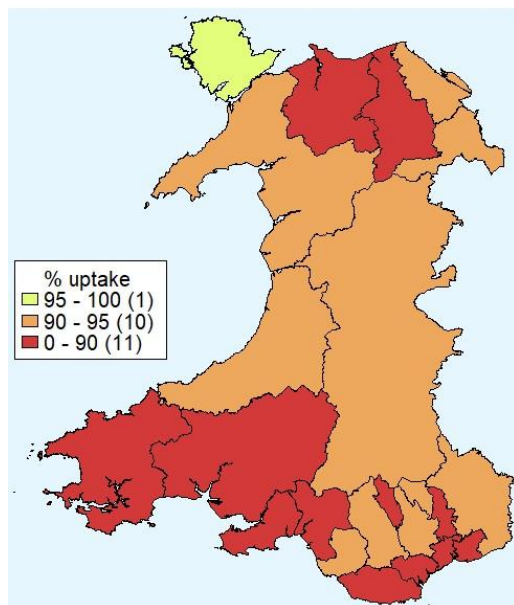 % uptake
95 - 100 (1)
90 - 95 (10)
0 - 90 (11)